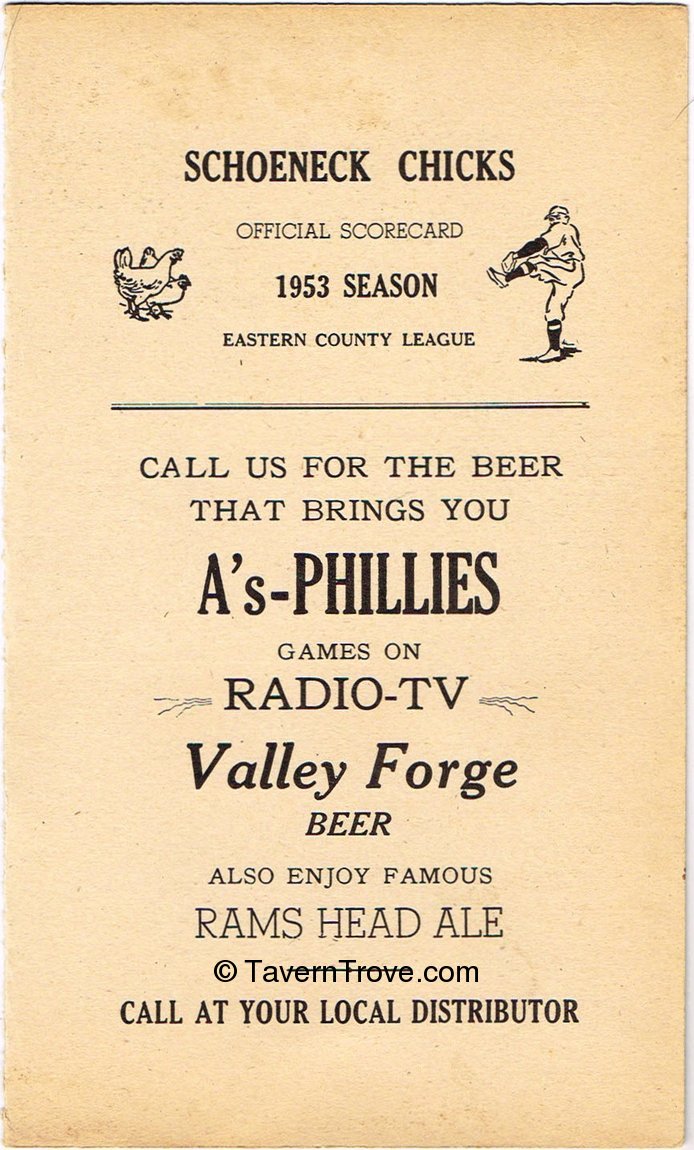 SCHOENECK CHICKS
OFFICIAL SCORECARD
1953 SEASON
EASTERN COUNTY LEAGUE
CALL US FOR THE BEER
THAT BRINGS YOU
A's-PHILLIES
GAMES ON
RADIO-TV
Valley Forge
BEER
ALSO ENJOY FAMOUS
RAMS HEAD ALE
© TavernTrove.com
CALL AT YOUR LOCAL DISTRIBUTOR